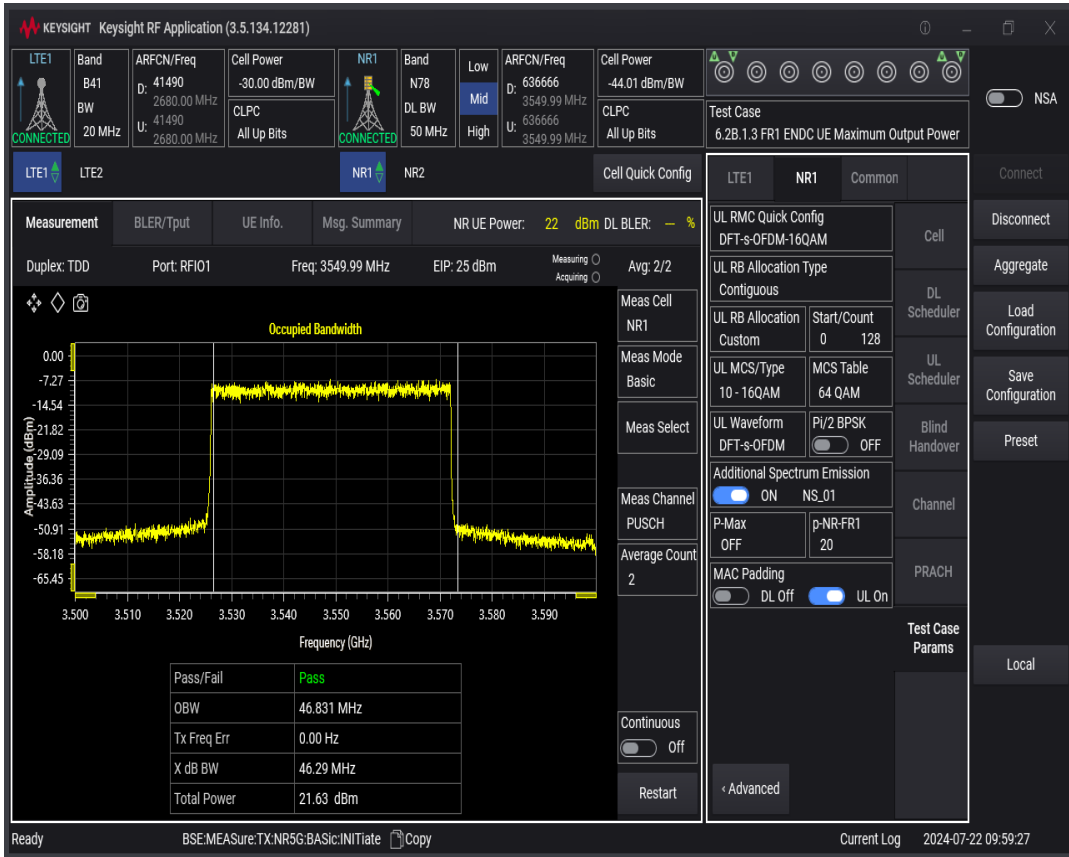 KEYSIGHT Keysight RF Application (3.5.134.12281)
LTE1
CONNECTED
Band
B41
BW
20 MHz
ARFCN/Freq
D: 41490
2680.00 MHz
U: 41490
2680.00 MHz
Cell Power
-30.00 dBm/BW
CLPC
All Up Bits
NR1
CONNECTED
Band
N78
DL BW
50 MHz
Low
Mid
High
ARFCN/Freq
D: 636666
3549.99 MHz
U: 636666
3549.99 MHz
Cell Power
-44.01 dBm/BW
CLPC
All Up Bits
Test Case
6.2B.1.3 FR1 ENDC UE Maximum Output Power
NSA
LTE1 LTE2 NR1 NR2 Cell Quick Config
Measurement BLER/Tput UE Info. Msg. Summary NR UE Power: 22 dBm DL BLER: --- %
Duplex: TDD Port: RFIO1 Freq: 3549.99 MHz EIP: 25 dBm Measuring Acquiring Avg: 2/2
Occupied Bandwidth
Amplitude (dBm)
0.00
-7.27
-14.54
-21.82
-29.09
-36.36
-43.63
-50.91
-58.18
-65.45
3.500 3.510 3.520 3.530 3.540 3.550 3.560 3.570 3.580 3.590
Frequency (GHz)
Pass/Fail Pass
OBW 46.831 MHz
Tx Freq Err 0.00 Hz
X dB BW 46.29 MHz
Total Power 21.63 dBm
Meas Cell
NR1
Meas Mode
Basic
Meas Select
Meas Channel
PUSCH
Average Count
2
Continuous
Off
Restart
LTE1 NR1 Common
UL RMC Quick Config
DFT-s-OFDM-16QAM
UL RB Allocation Type
Contiguous
UL RB Allocation
Custom
Start/Count
0 128
UL MCS/Type
10 - 16QAM
MCS Table
64 QAM
UL Waveform
DFT-s-OFDM
Pi/2 BPSK
OFF
Additional Spectrum Emission
ON NS_01
P-Max
OFF
p-NR-FR1
20
MAC Padding
DL Off UL On
‹ Advanced
Cell
DL
Scheduler
UL
Scheduler
Blind
Handover
Channel
PRACH
Test Case
Params
Connect
Disconnect
Aggregate
Load
Configuration
Save
Configuration
Preset
Local
Ready BSE:MEASure:TX:NR5G:BASic:INITiate Copy Current Log 2024-07-22 09:59:27